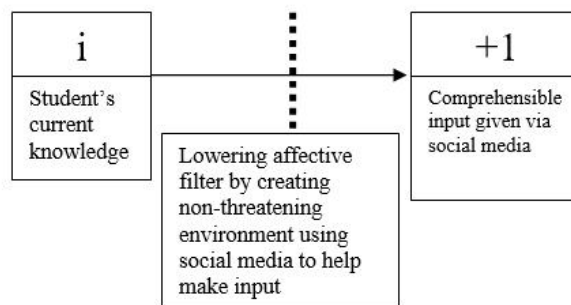 i
Student’s
current
knowledge
Lowering affective
filter by creating
non-threatening
environment using
social media to help
make input
+1
Comprehensible
input given via
social media